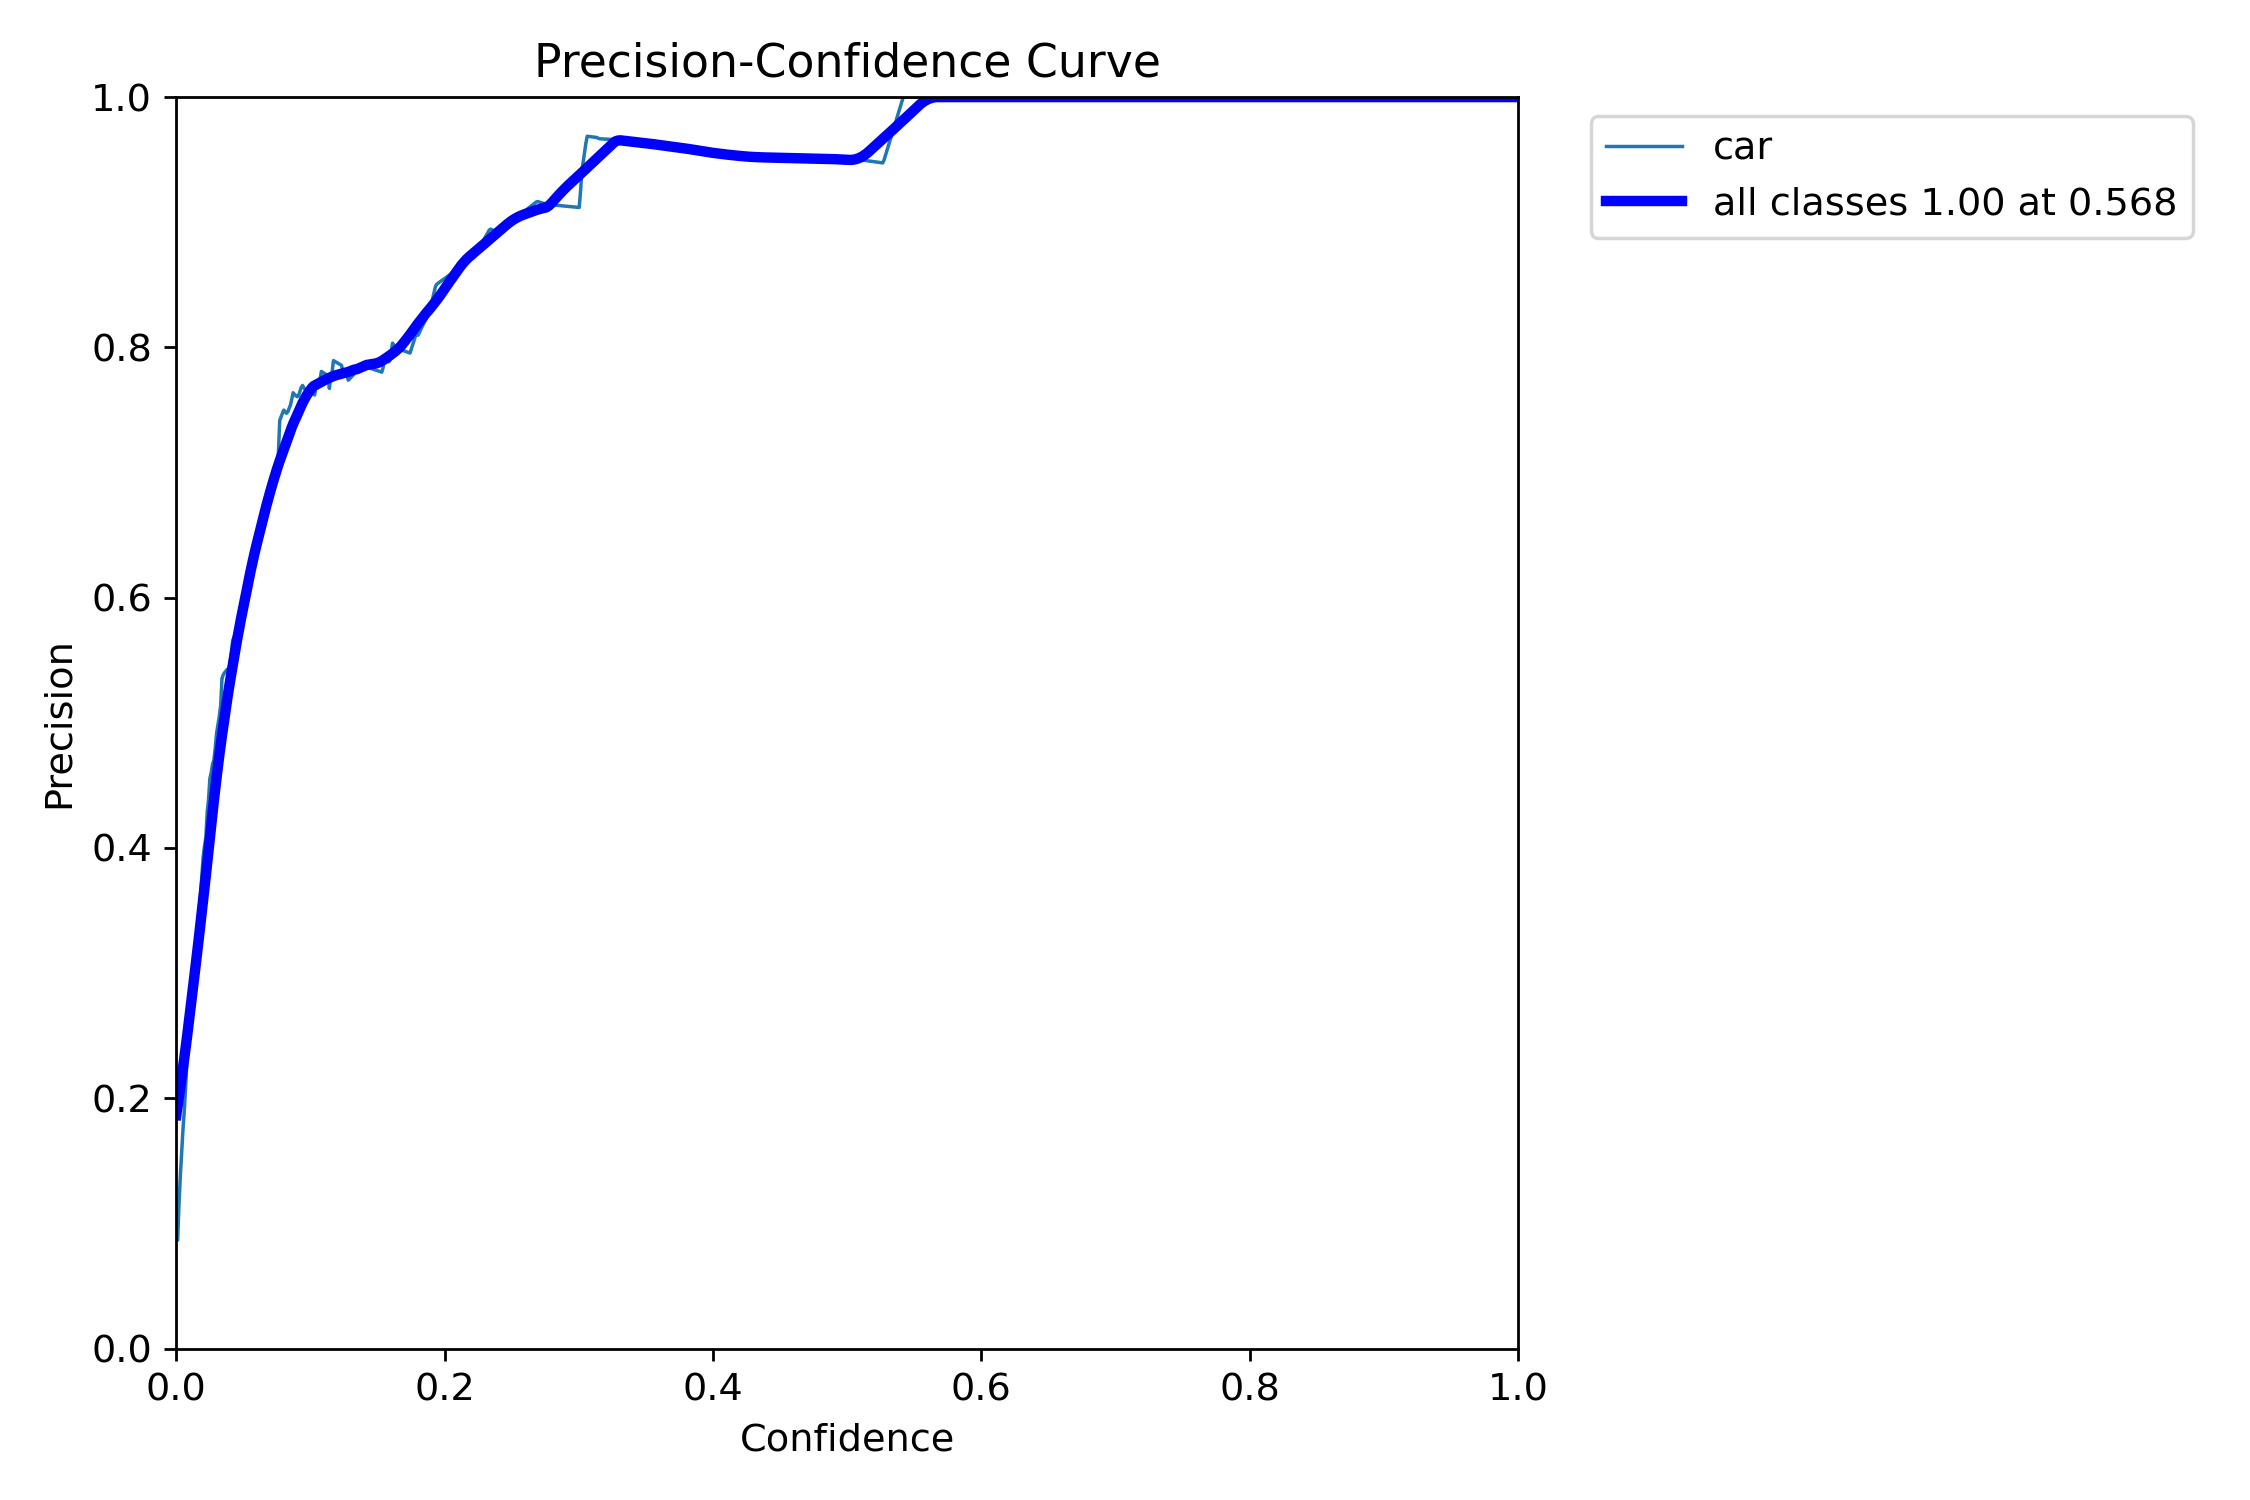 Precision-Confidence Curve
1.0
0.8
0.6
0.4
0.2
0.0
Precision
0.0 0.2 0.4 0.6 0.8 1.0
Confidence
car
all classes 1.00 at 0.568